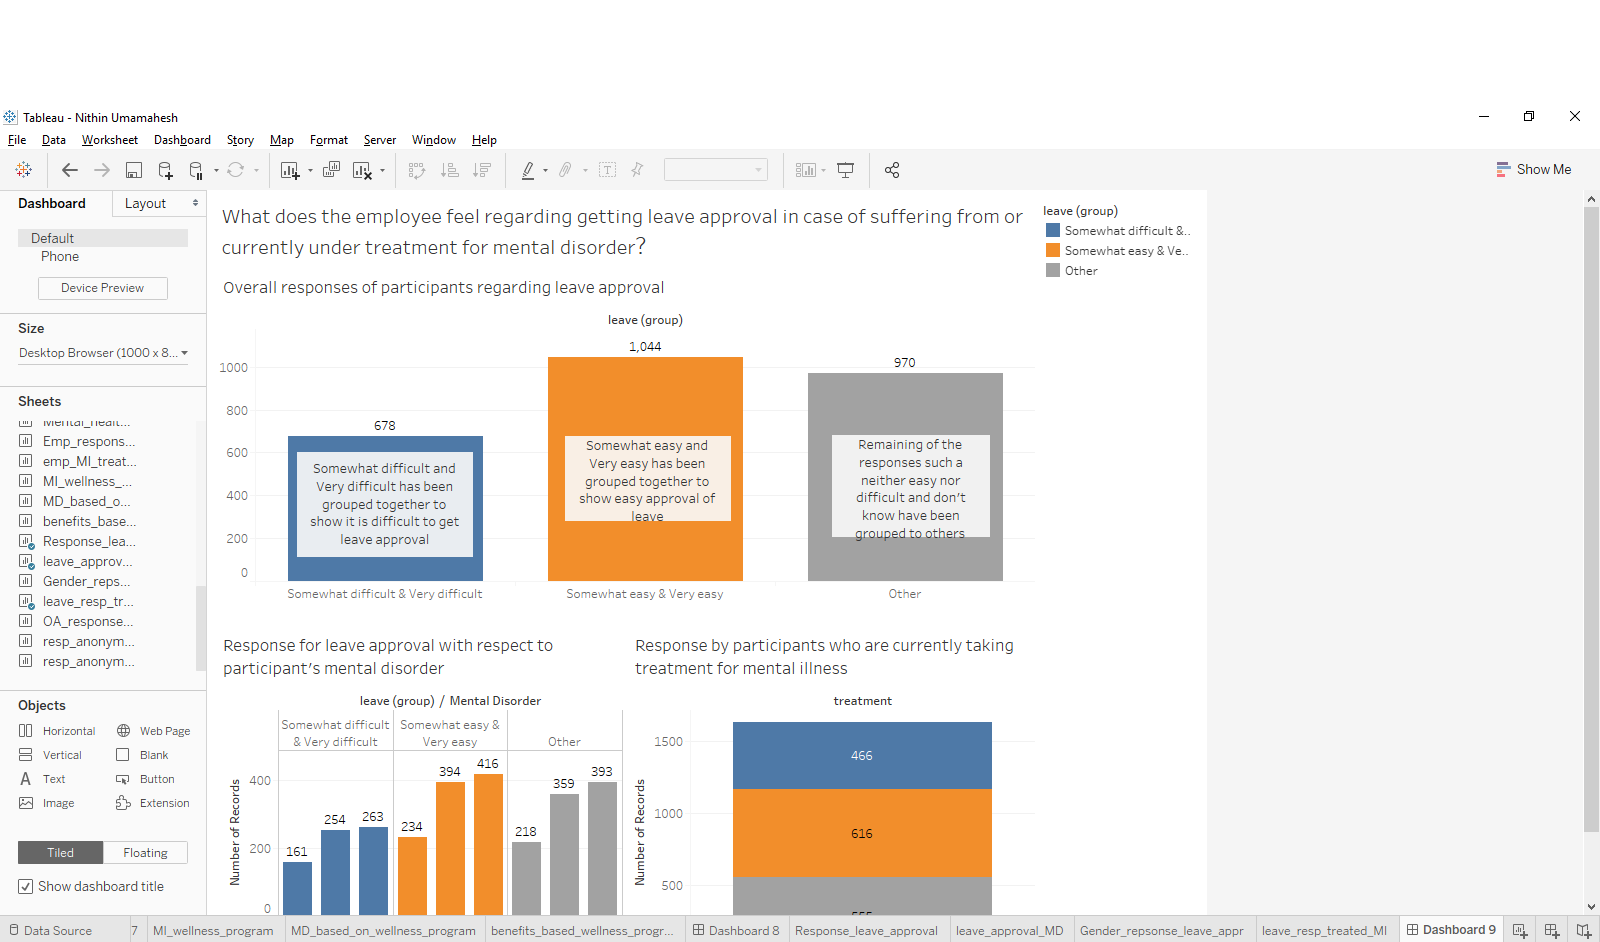 Tableau - Nithin Umamahesh
File Data Worksheet Dashboard Story Map Format Server Window Help
Show Me
Dashboard Layout
Default
Phone
Device Preview
Size
Desktop Browser (1000 x 8...
Sheets
Mental_healt...
Emp_respons...
emp_MI_treat...
MI_wellness_...
MD_based_o...
benefits_base...
Response_lea...
leave_approv...
Gender_reps...
leave_resp_tr...
OA_response...
resp_anonym...
resp_anonym...
Objects
Horizontal Web Page
Vertical Blank
Text Button
Image Extension
Tiled Floating
Show dashboard title
What does the employee feel regarding getting leave approval in case of suffering from or
currently under treatment for mental disorder?
leave (group)
Somewhat difficult &..
Somewhat easy & Ve..
Other
Overall responses of participants regarding leave approval
leave (group)
1000
800
600
400
200
0
678
1,044
970
Somewhat difficult and
Very difficult has been
grouped together to
show it is difficult to get
leave approval
Somewhat easy and
Very easy has been
grouped together to
show easy approval of
leave
Remaining of the
responses such a
neither easy nor
difficult and don't
know have been
grouped to others
Somewhat difficult & Very difficult Somewhat easy & Very easy Other
Response for leave approval with respect to
participant's mental disorder
leave (group) / Mental Disorder
Somewhat difficult
& Very difficult
Somewhat easy &
Very easy
Other
Number of Records
400
200
0
161 254 263 234 394 416 218 359 393
Response by participants who are currently taking
treatment for mental illness
treatment
Number of Records
1500
1000
500
466
616
Data Source 7 MI_wellness_program MD_based_on_wellness_program benefits_based_wellness_progr... Dashboard 8 Response_leave_approval leave_approval_MD Gender_repsonse_leave_appr leave_resp_treated_MI Dashboard 9